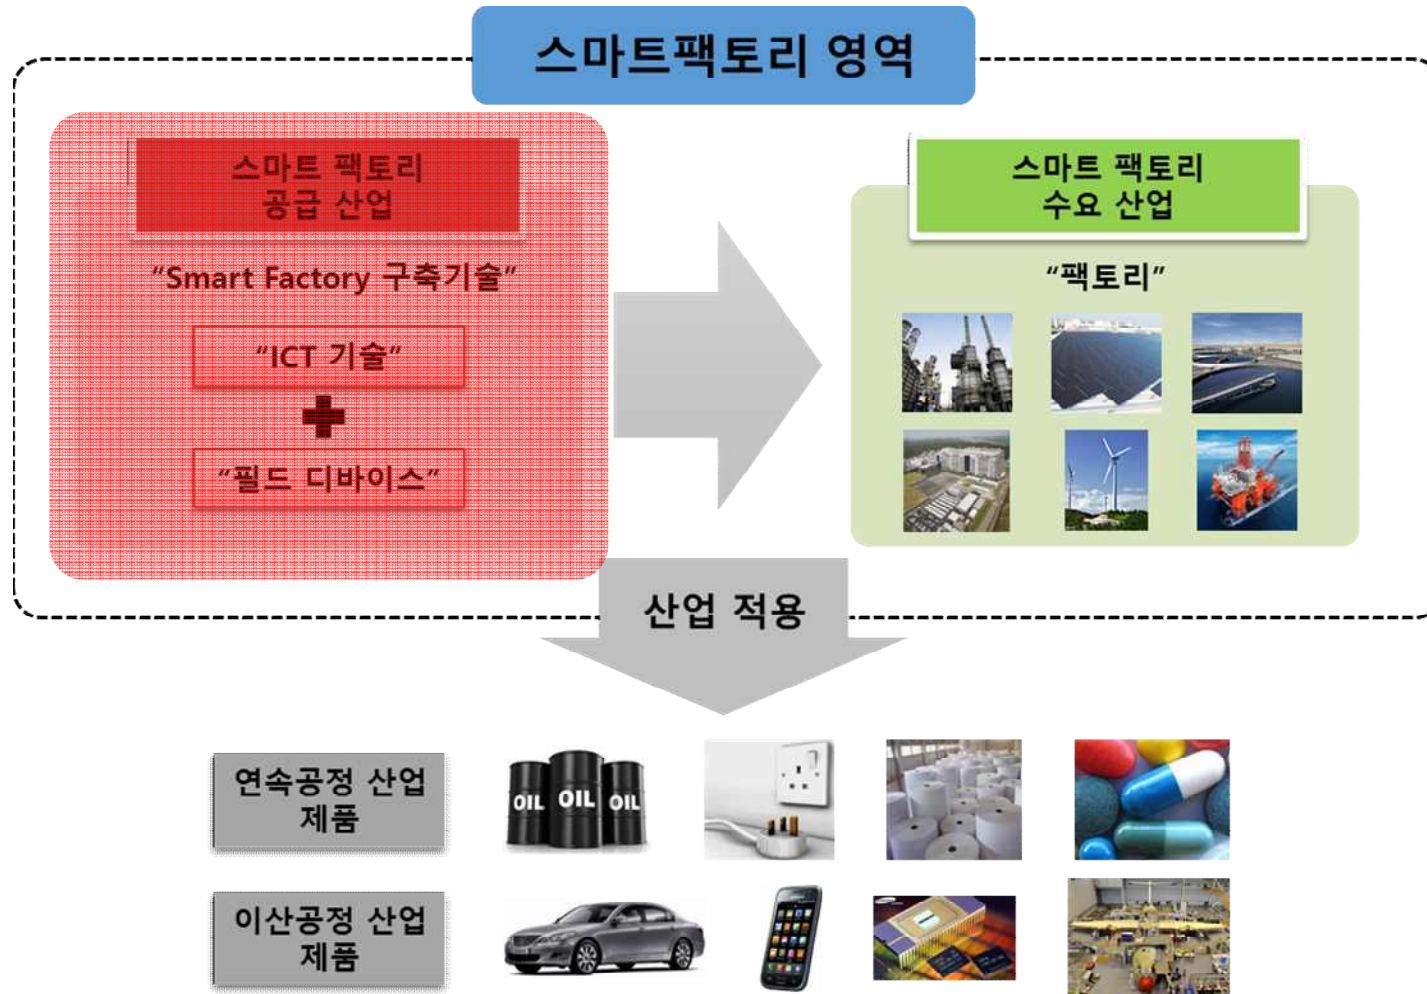 스마트팩토리 영역
스마트 팩토리
공급 산업
“Smart Factory 구축기술”
“ICT 기술”
“필드 디바이스”
스마트 팩토리
수요 산업
“팩토리”
산업 적용
연속공정 산업
제품
OIL OIL OIL
이산공정 산업
제품